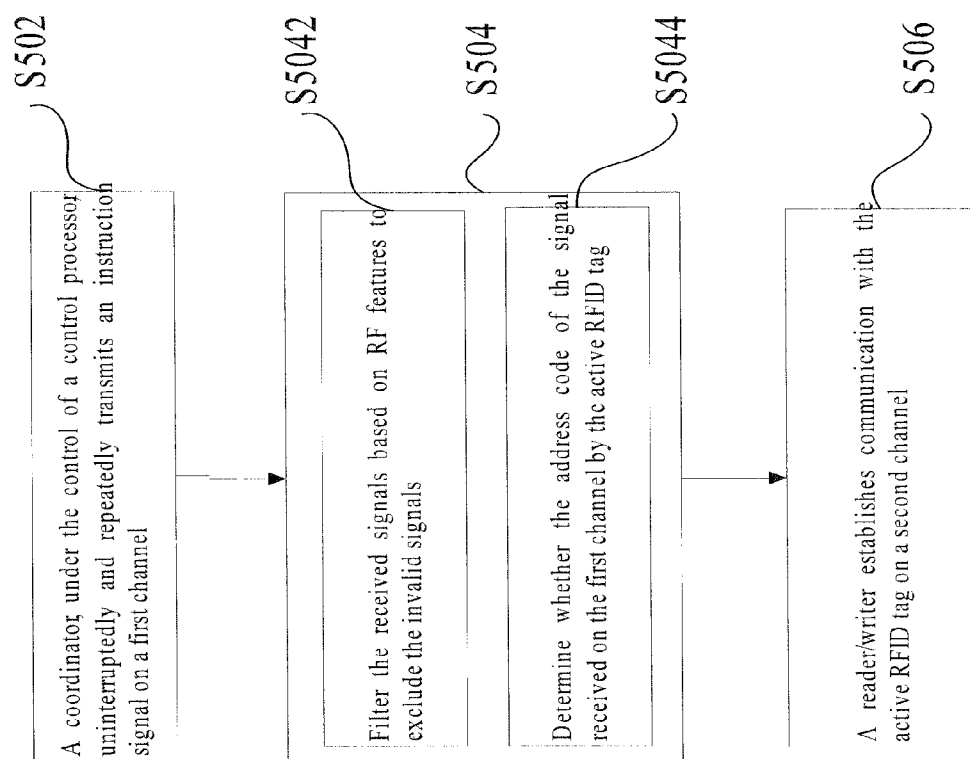 A coordinator, under the control of a control processor,
uninterruptedly and repeatedly transmits an instruction
signal on a first channel
S502
Filter the received signals based on RF features to
exclude the invalid signals
S5042
S504
Determine whether the address code of the signal
received on the first channel by the active RFID tag
S5044
A reader/writer establishes communication with the
active RFID tag on a second channel
S506